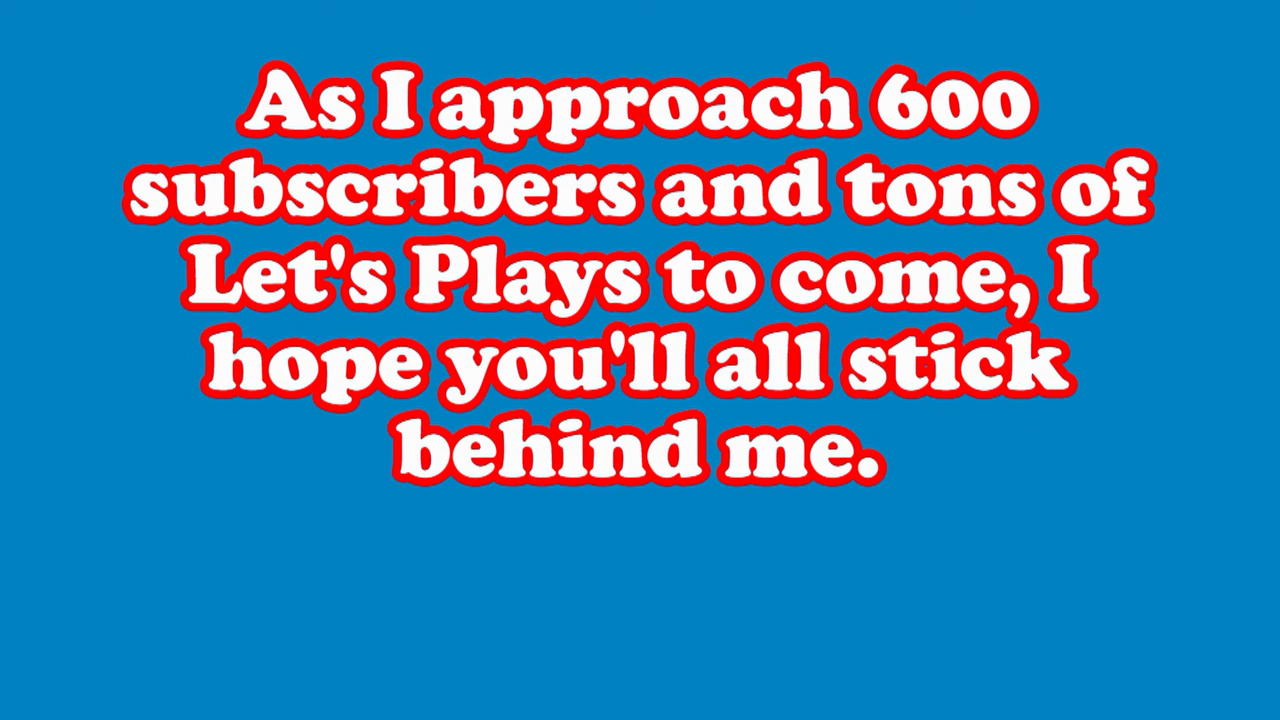 As I approach 600
subscribers and tons of
Let's Plays to come, I
hope you'll all stick
behind me.